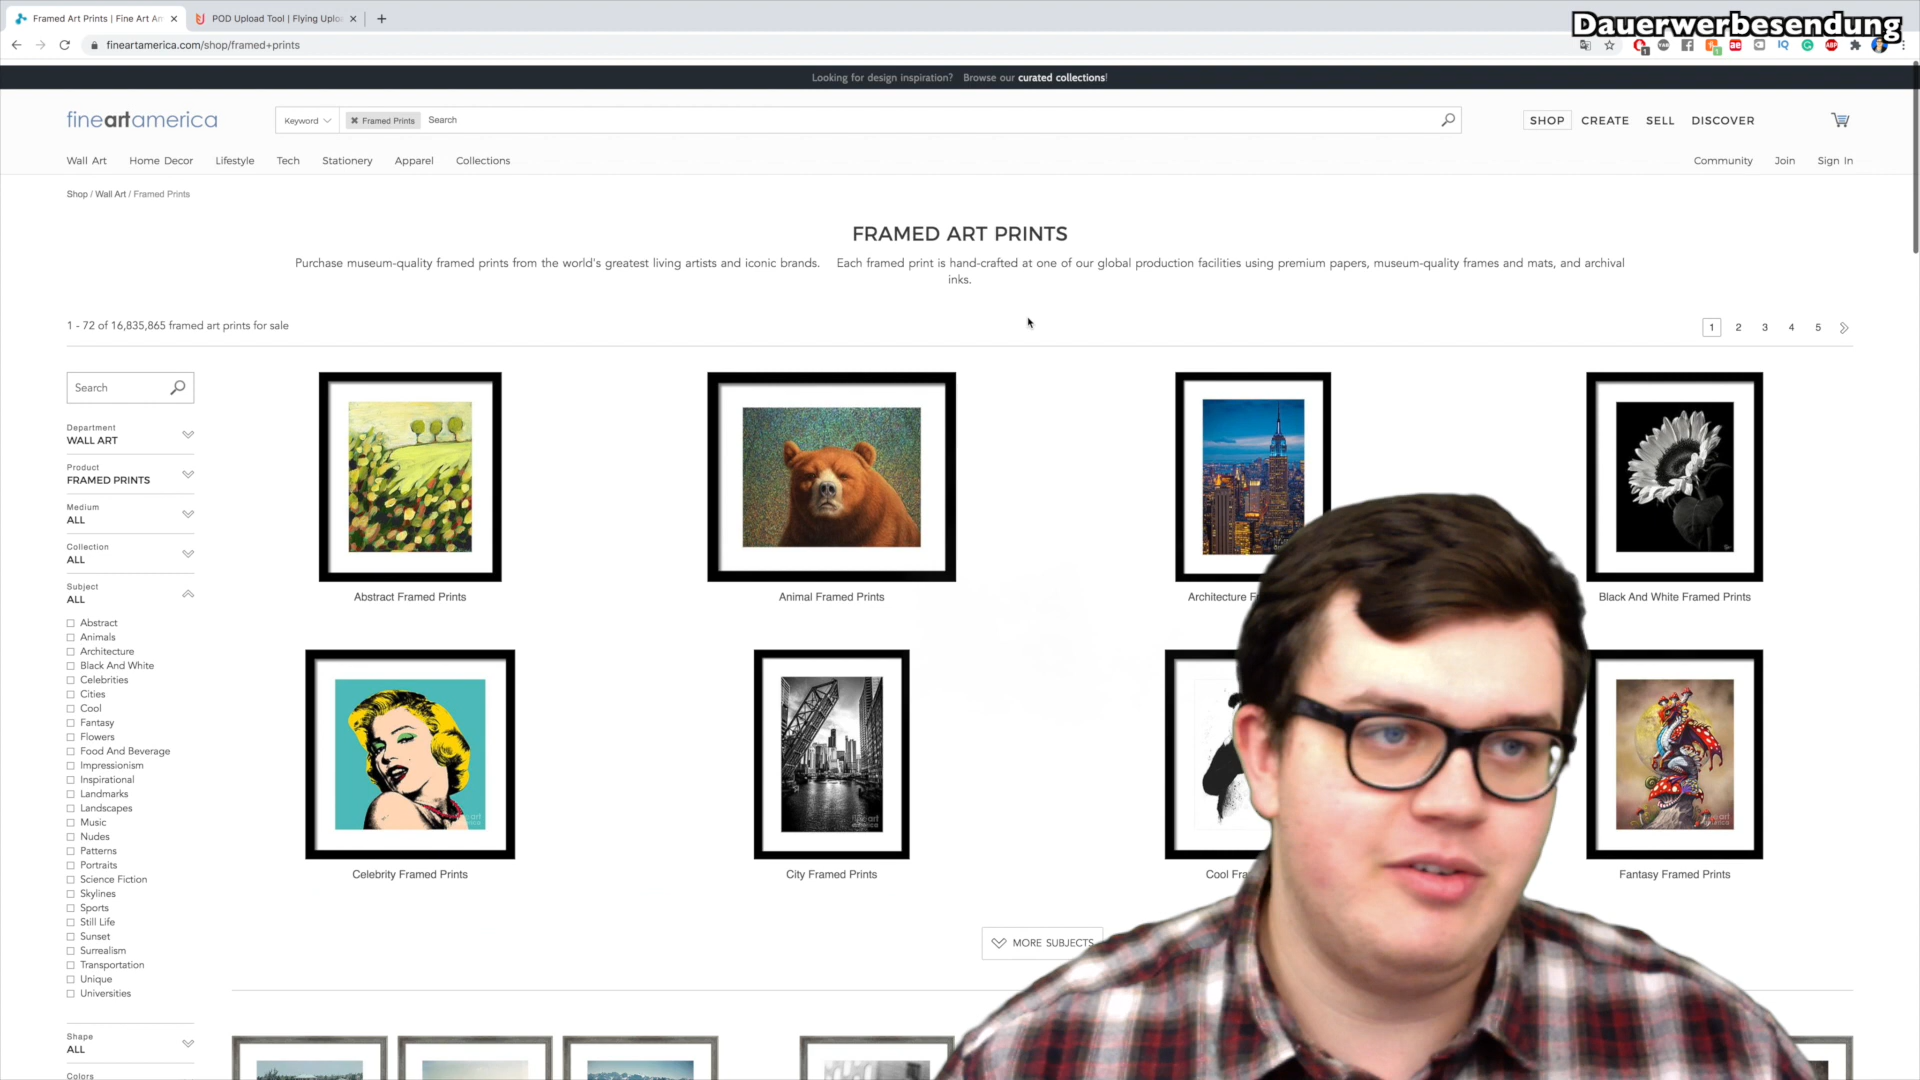 Framed Art Prints | Fine Art Am
POD Upload Tool | Flying Uplo
Dauerwerbesendung
fineartamerica.com/shop/framed+prints
Looking for design inspiration? Browse our curated collections!
fineartamerica
Keyword
Framed Prints
Search
SHOP
CREATE
SELL
DISCOVER
Wall Art
Home Decor
Lifestyle
Tech
Stationery
Apparel
Collections
Community
Join
Sign In
Shop / Wall Art / Framed Prints
FRAMED ART PRINTS
Purchase museum-quality framed prints from the world's greatest living artists and iconic brands. Each framed print is hand-crafted at one of our global production facilities using premium papers, museum-quality frames and mats, and archival
inks.
1 - 72 of 16,835,865 framed art prints for sale
1 2 3 4 5
Search
Department
WALL ART
Product
FRAMED PRINTS
Medium
ALL
Collection
ALL
Subject
ALL
Abstract
Animals
Architecture
Black And White
Celebrities
Cities
Cool
Fantasy
Flowers
Food And Beverage
Impressionism
Inspirational
Landmarks
Landscapes
Music
Nudes
Patterns
Portraits
Science Fiction
Skylines
Sports
Still Life
Sunset
Surrealism
Transportation
Unique
Universities
Shape
ALL
Colors
Abstract Framed Prints
Animal Framed Prints
Architecture F
Black And White Framed Prints
Celebrity Framed Prints
City Framed Prints
Cool Fra
Fantasy Framed Prints
MORE SUBJECTS